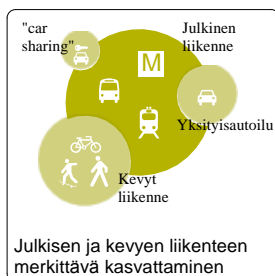 "car
sharing"
Julkinen
liikenne
M
Yksityisautoilu
Kevyt
liikenne
Julkisen ja kevyen liikenteen
merkittävä kasvattaminen